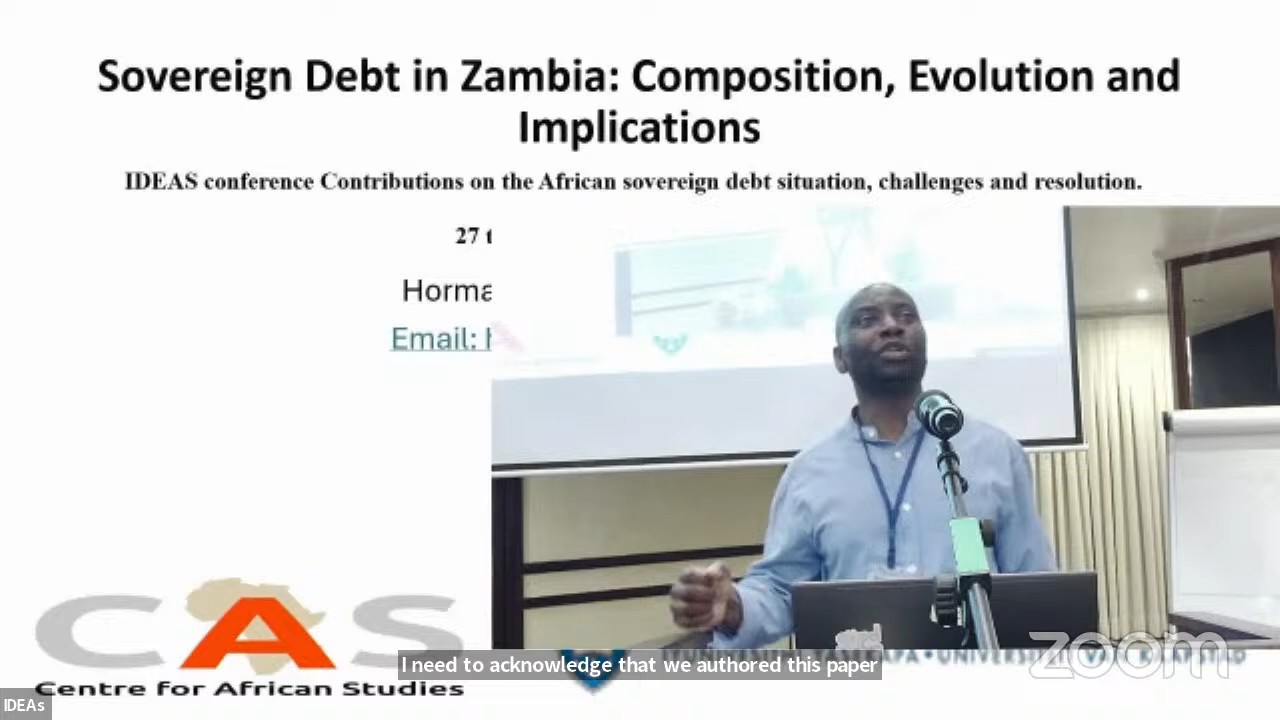 Sovereign Debt in Zambia: Composition, Evolution and
Implications
IDEAS conference Contributions on the African sovereign debt situation, challenges and resolution.
27
Horma
Email:
CAS
Centre for African Studies
I need to acknowledge that we authored this paper
zoom
IDEAs